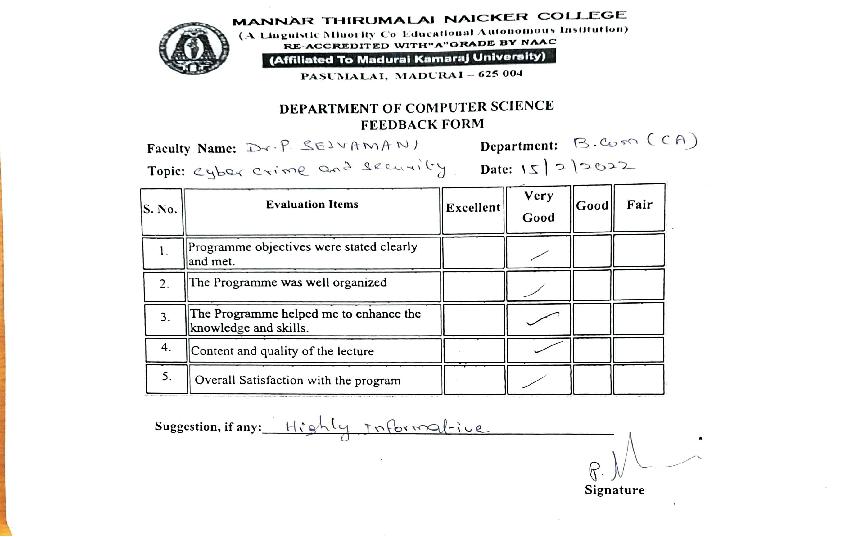 MANNAR THIRUMALAI NAICKER COLLEGE
(A Linguistic Minority Co Educational Autonomous Institution)
RE-ACCREDITED WITH "A" GRADE BY NAAC
(Affiliated To Madurai Kamaraj University)
PASUMALAI, MADURAI – 625 004
DEPARTMENT OF COMPUTER SCIENCE
FEEDBACK FORM
Faculty Name: Dr. P SELVAMANI Department: B.Com (CA)
Topic: Cyber crime and security Date: 15/2/2022
S. No. Evaluation Items Excellent Very Good Good Fair
1. Programme objectives were stated clearly
and met.
2. The Programme was well organized
3. The Programme helped me to enhance the
knowledge and skills.
4. Content and quality of the lecture
5. Overall Satisfaction with the program
Suggestion, if any: Highly Informative.
Signature